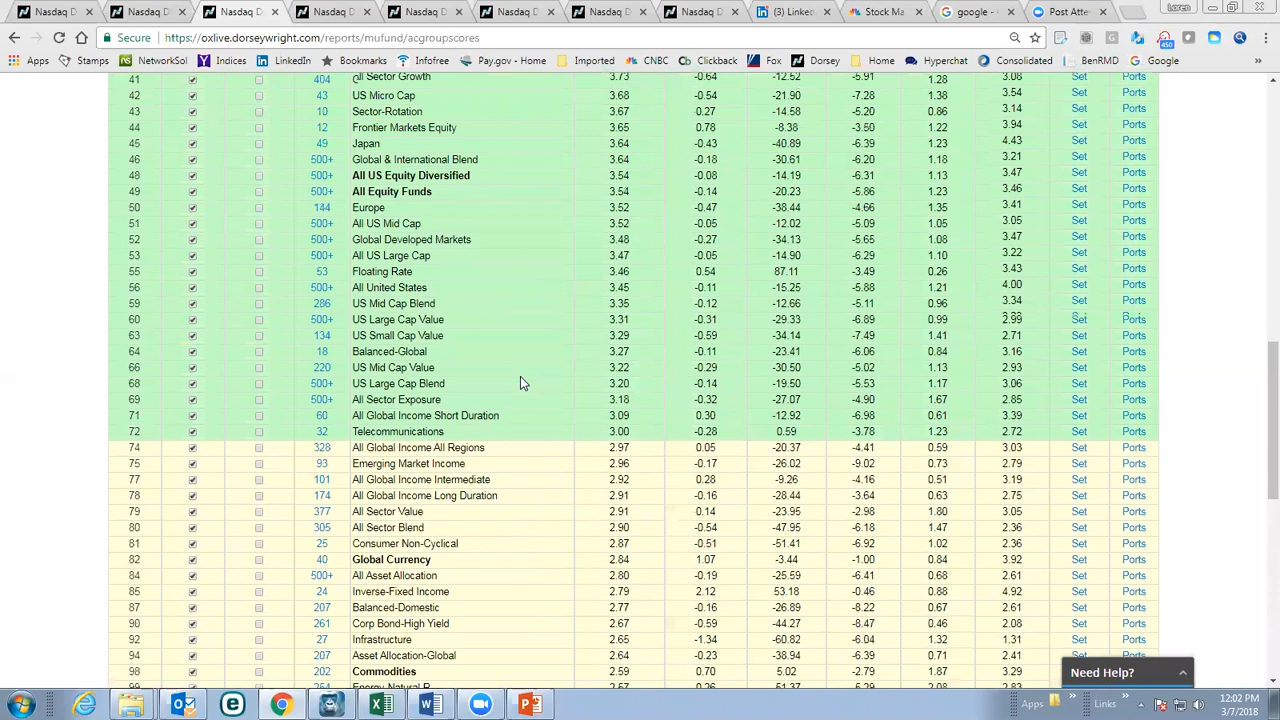 Nasdaq D × Nasdaq D × Nasdaq D × Nasdaq D × Nasdaq D × Nasdaq D × Nasdaq D × Nasdaq D × (3) Linke × Stock M × google - × Post Atte × Loren
Secure https://oxlive.dorseywright.com/reports/mufund/acgroupscores 450
Apps Stamps NetworkSol Indices LinkedIn Bookmarks Infofree Pay.gov - Home Imported CNBC Clickback Fox Dorsey Home Hyperchat Consolidated BenRMD Google »
41 404 All Sector Growth 3.73 -0.64 -12.52 -5.91 1.28 3.08 Set Ports
42 43 US Micro Cap 3.68 -0.54 -21.90 -7.28 1.38 3.54 Set Ports
43 10 Sector-Rotation 3.67 0.27 -14.59 -5.20 0.86 3.14 Set Ports
44 12 Frontier Markets Equity 3.65 0.78 -8.38 -3.50 1.22 3.94 Set Ports
45 49 Japan 3.64 -0.43 -40.89 -6.39 1.23 4.43 Set Ports
46 500+ Global & International Blend 3.64 -0.18 -30.61 -6.20 1.18 3.21 Set Ports
48 500+ All US Equity Diversified 3.54 -0.08 -14.19 -6.31 1.13 3.47 Set Ports
49 500+ All Equity Funds 3.54 -0.14 -20.23 -5.86 1.23 3.46 Set Ports
50 144 Europe 3.52 -0.47 -38.44 -4.66 1.35 3.41 Set Ports
51 500+ All US Mid Cap 3.52 -0.05 -12.02 -5.09 1.05 3.05 Set Ports
52 500+ Global Developed Markets 3.48 -0.27 -34.13 -5.65 1.08 3.47 Set Ports
53 500+ All US Large Cap 3.47 -0.05 -14.90 -6.29 1.10 3.22 Set Ports
55 53 Floating Rate 3.46 0.54 87.11 -3.49 0.26 3.43 Set Ports
56 500+ All United States 3.45 -0.11 -15.25 -5.88 1.21 4.00 Set Ports
59 286 US Mid Cap Blend 3.35 -0.12 -12.66 -5.11 0.96 3.34 Set Ports
60 500+ US Large Cap Value 3.31 -0.31 -29.33 -6.89 0.99 2.99 Set Ports
63 134 US Small Cap Value 3.29 -0.59 -34.14 -7.49 1.41 2.71 Set Ports
64 18 Balanced-Global 3.27 -0.11 -23.41 -6.06 0.84 3.16 Set Ports
66 220 US Mid Cap Value 3.22 -0.29 -30.50 -5.02 1.13 2.93 Set Ports
68 500+ US Large Cap Blend 3.20 -0.14 -19.50 -5.53 1.17 3.06 Set Ports
69 500+ All Sector Exposure 3.18 -0.32 -27.07 -4.90 1.67 2.85 Set Ports
71 60 All Global Income Short Duration 3.09 0.30 -12.92 -6.98 0.61 3.39 Set Ports
72 32 Telecommunications 3.00 -0.28 0.59 -3.78 1.23 2.72 Set Ports
74 328 All Global Income All Regions 2.97 0.05 -20.37 -4.41 0.59 3.03 Set Ports
75 93 Emerging Market Income 2.96 -0.17 -26.02 -9.02 0.73 2.79 Set Ports
77 101 All Global Income Intermediate 2.92 0.28 -9.26 -4.16 0.51 3.19 Set Ports
78 174 All Global Income Long Duration 2.91 -0.16 -28.44 -3.64 0.63 2.75 Set Ports
79 377 All Sector Value 2.91 0.14 -23.95 -2.98 1.80 3.05 Set Ports
80 305 All Sector Blend 2.90 -0.54 -47.95 -6.18 1.47 2.36 Set Ports
81 25 Consumer Non-Cyclical 2.87 -0.51 -51.41 -6.92 1.02 2.36 Set Ports
82 40 Global Currency 2.84 1.07 -3.44 -1.00 0.84 3.92 Set Ports
84 500+ All Asset Allocation 2.80 -0.19 -25.59 -6.41 0.68 2.61 Set Ports
85 24 Inverse-Fixed Income 2.79 2.12 53.18 -0.46 0.88 4.92 Set Ports
87 207 Balanced-Domestic 2.77 -0.16 -26.89 -8.22 0.67 2.61 Set Ports
90 261 Corp Bond-High Yield 2.67 -0.59 -44.27 -8.47 0.46 2.08 Set Ports
92 27 Infrastructure 2.65 -1.34 -60.82 -6.04 1.32 1.31 Set Ports
94 207 Asset Allocation-Global 2.64 -0.23 -38.94 -6.39 0.71 2.41 Set Ports
98 202 Commodities 2.59 0.70 5.02 -2.79 1.87 3.29
Need Help?
Apps » Links » 12:02 PM
3/7/2018